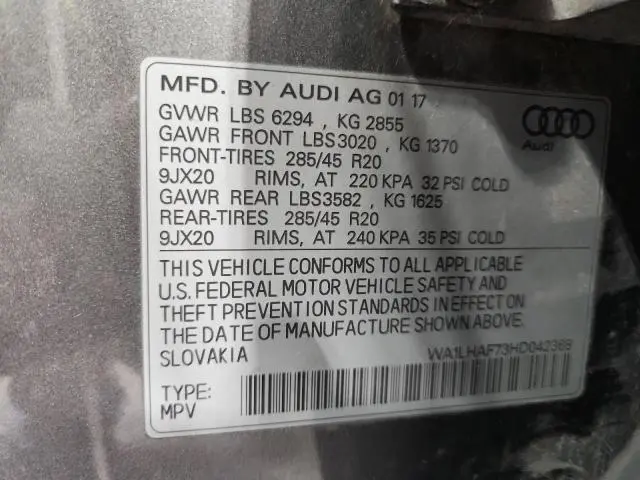 MFD. BY AUDI AG 01 17
GVWR LBS 6294 , KG 2855
GAWR FRONT LBS3020 , KG 1370
FRONT-TIRES 285/45 R20
9JX20 RIMS, AT 220 KPA 32 PSI COLD
GAWR REAR LBS3582 , KG 1625
REAR-TIRES 285/45 R20
9JX20 RIMS, AT 240 KPA 35 PSI COLD
Audi
THIS VEHICLE CONFORMS TO ALL APPLICABLE
U.S. FEDERAL MOTOR VEHICLE SAFETY AND
THEFT PREVENTION STANDARDS IN EFFECT ON
THE DATE OF MANUFACTURE SHOWN ABOVE.
SLOVAKIA WA1LHAF73HD042368
TYPE:
MPV